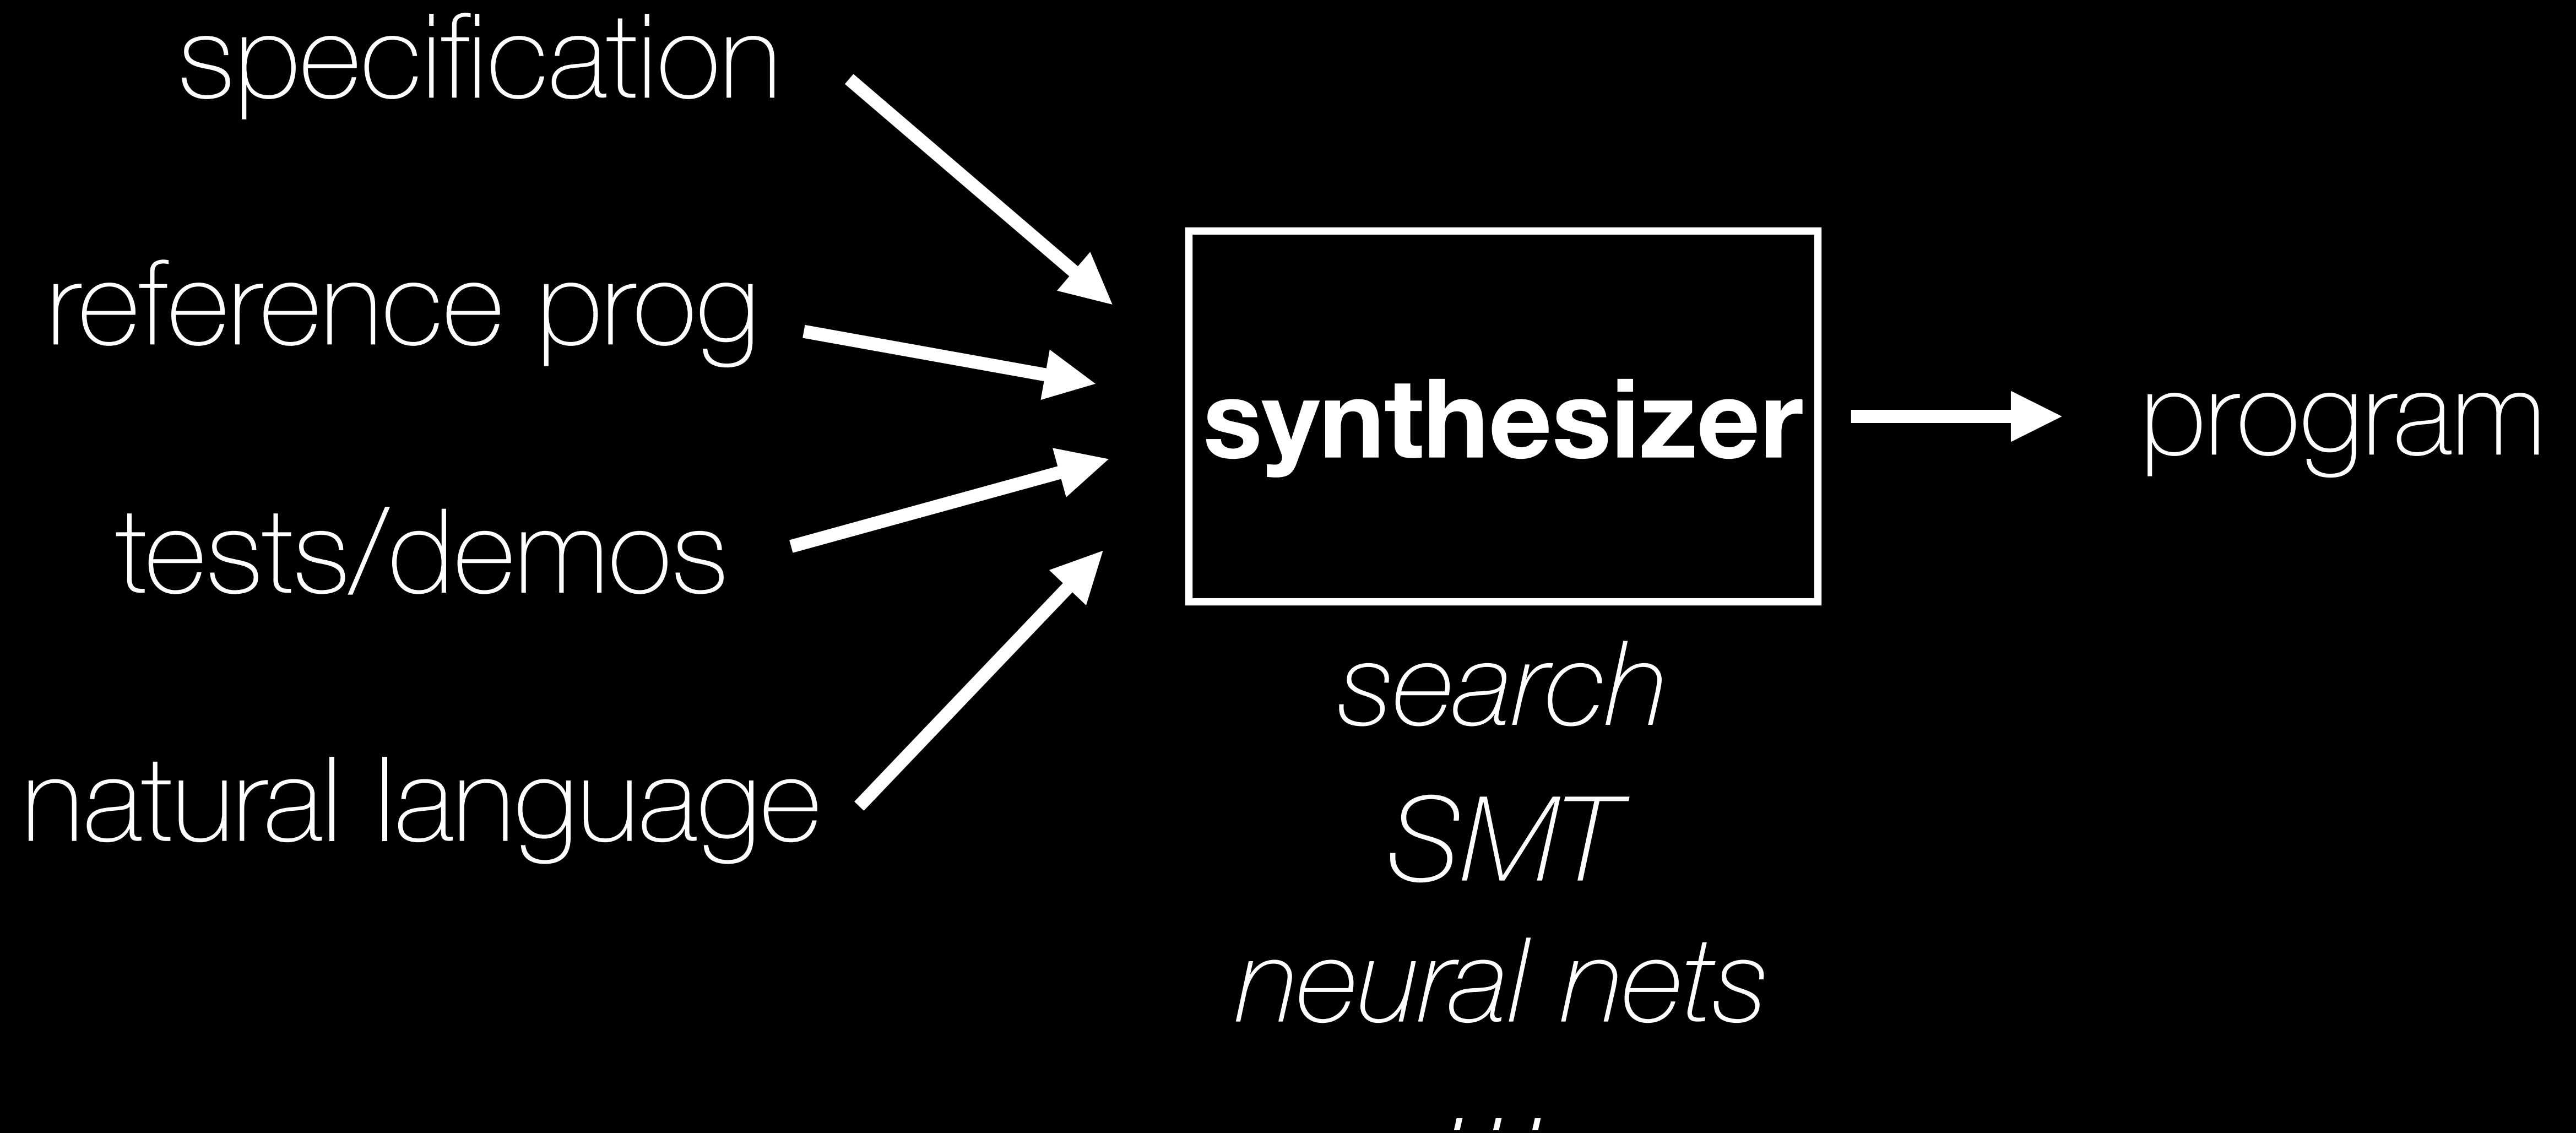 specification
reference prog
tests/demos
natural language
synthesizer
search
SMT
neural nets
...
program